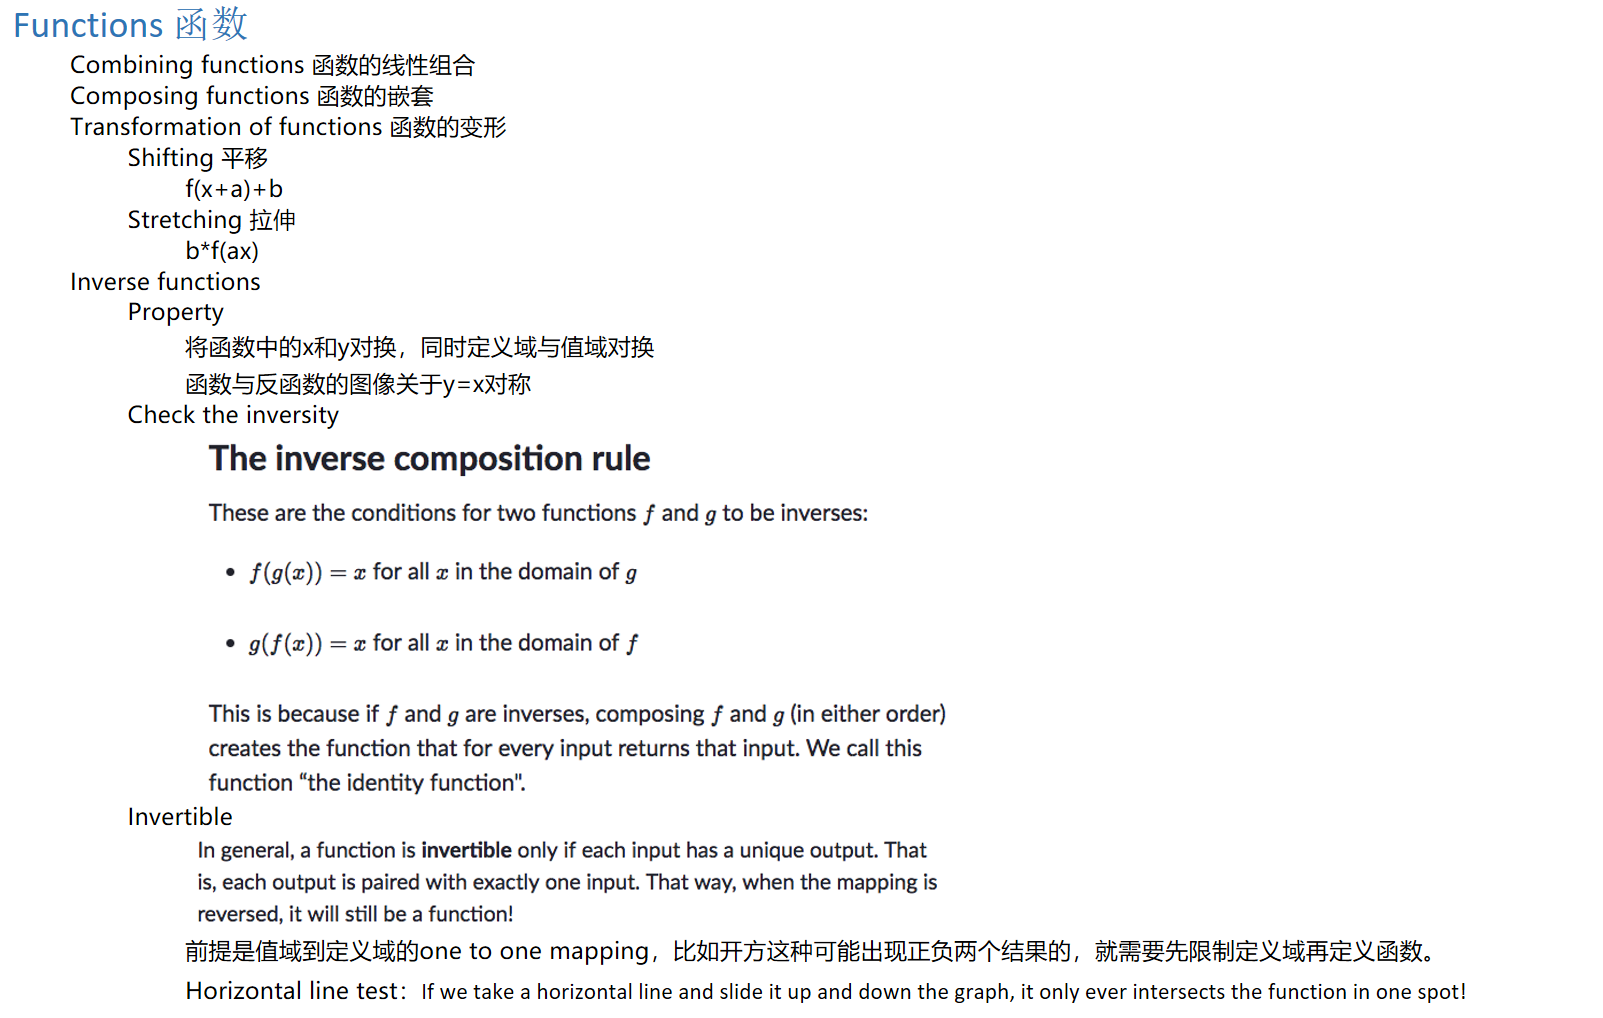 Functions 函数
Combining functions 函数的线性组合
Composing functions 函数的嵌套
Transformation of functions 函数的变形
Shifting 平移
f(x+a)+b
Stretching 拉伸
b*f(ax)
Inverse functions
Property
将函数中的x和y对换，同时定义域与值域对换
函数与反函数的图像关于y=x对称
Check the inversity
The inverse composition rule
These are the conditions for two functions f and g to be inverses:
• f(g(x)) = x for all x in the domain of g
• g(f(x)) = x for all x in the domain of f
This is because if f and g are inverses, composing f and g (in either order)
creates the function that for every input returns that input. We call this
function “the identity function".
Invertible
In general, a function is invertible only if each input has a unique output. That
is, each output is paired with exactly one input. That way, when the mapping is
reversed, it will still be a function!
前提是值域到定义域的one to one mapping，比如开方这种可能出现正负两个结果的，就需要先限制定义域再定义函数。
Horizontal line test：If we take a horizontal line and slide it up and down the graph, it only ever intersects the function in one spot!